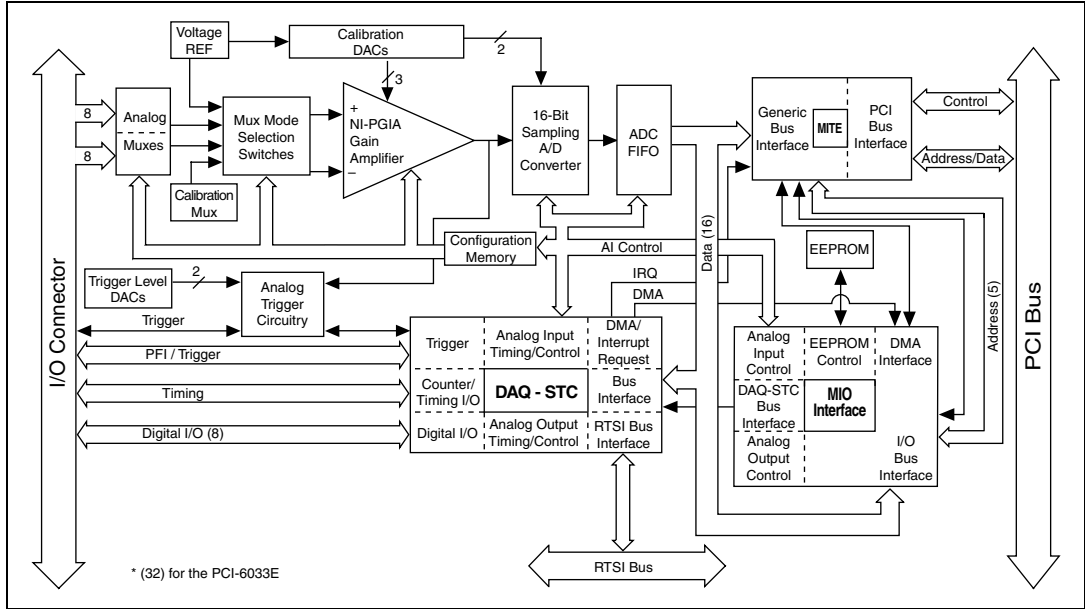 Voltage
REF
Calibration
DACs
2
3
8
8
Analog
Muxes
Mux Mode
Selection
Switches
+
NI-PGIA
Gain
Amplifier
–
16-Bit
Sampling
A/D
Converter
ADC
FIFO
Generic
Bus
Interface
MITE
PCI
Bus
Interface
Control
Address/Data
Calibration
Mux
Configuration
Memory
AI Control
Data (16)
EEPROM
Address (5)
I/O Connector
PCI Bus
Trigger Level
DACs
2
Analog
Trigger
Circuitry
IRQ
DMA
Trigger
PFI / Trigger
Timing
Digital I/O (8)
Trigger
Analog Input
Timing/Control
DMA/
Interrupt
Request
Counter/
Timing I/O
DAQ - STC
Bus
Interface
Digital I/O
Analog Output
Timing/Control
RTSI Bus
Interface
Analog
Input
Control
EEPROM
Control
DMA
Interface
DAQ-STC
Bus
Interface
MIO
Interface
Analog
Output
Control
I/O
Bus
Interface
RTSI Bus
* (32) for the PCI-6033E